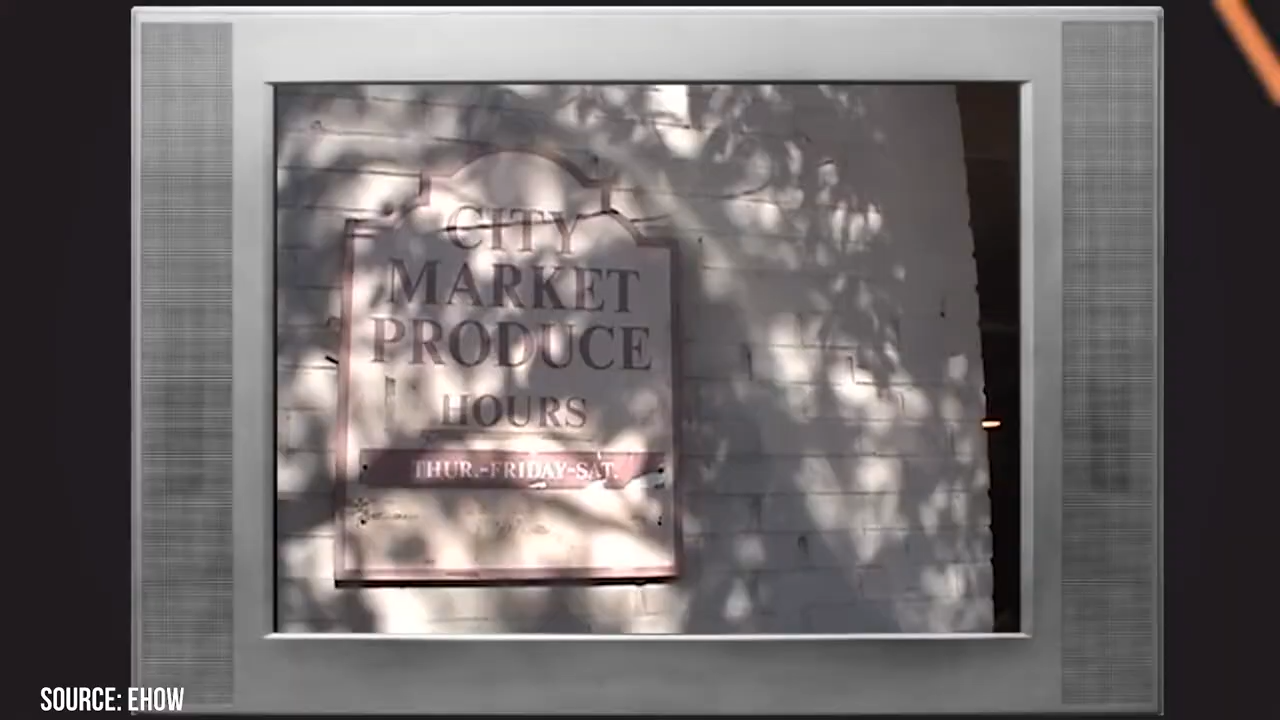 CITY
MARKET
PRODUCE
HOURS
THUR.-FRIDAY-SAT.
SOURCE: EHOW